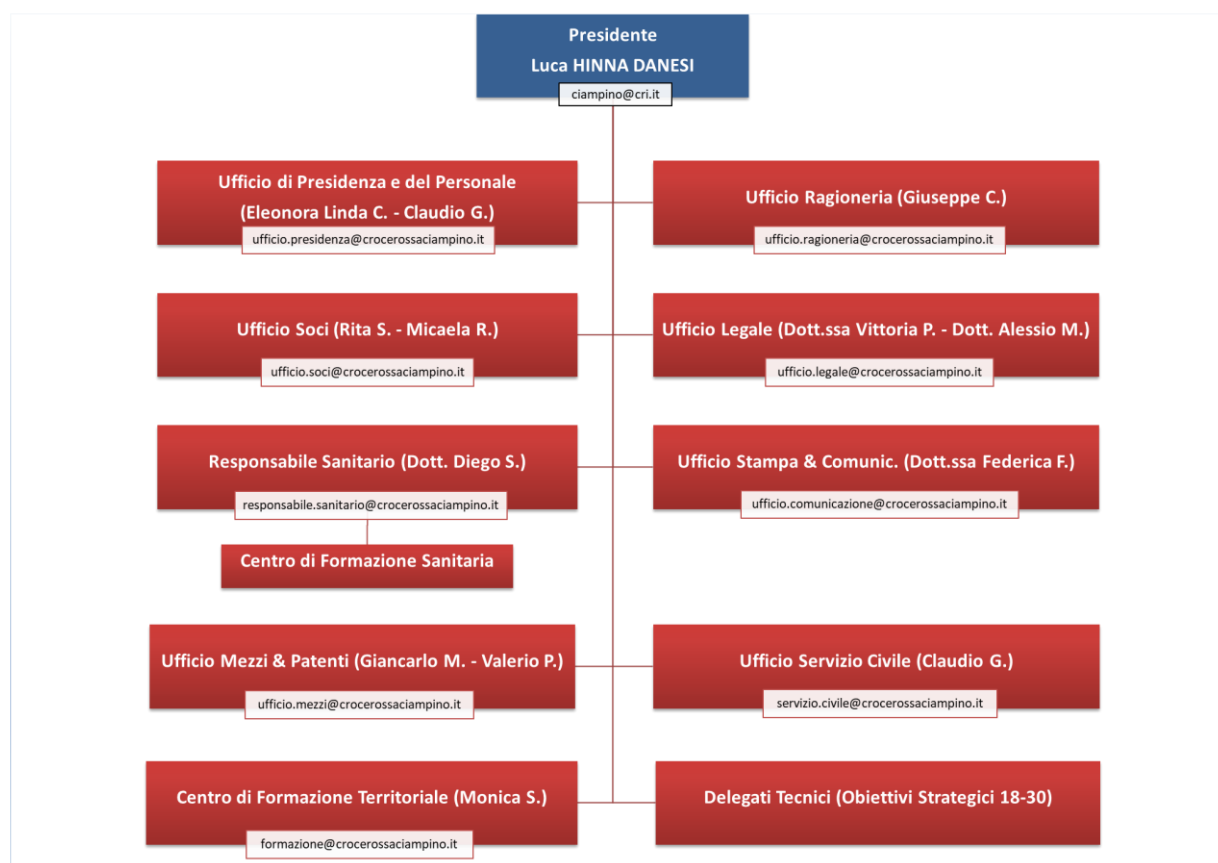 Presidente
Luca HINNA DANESI
ciampino@cri.it
Ufficio di Presidenza e del Personale
(Eleonora Linda C. - Claudio G.)
ufficio.presidenza@crocerossaciampino.it
Ufficio Ragioneria (Giuseppe C.)
ufficio.ragioneria@crocerossaciampino.it
Ufficio Soci (Rita S. - Micaela R.)
ufficio.soci@crocerossaciampino.it
Ufficio Legale (Dott.ssa Vittoria P. - Dott. Alessio M.)
ufficio.legale@crocerossaciampino.it
Responsabile Sanitario (Dott. Diego S.)
responsabile.sanitario@crocerossaciampino.it
Centro di Formazione Sanitaria
Ufficio Stampa & Comunic. (Dott.ssa Federica F.)
ufficio.comunicazione@crocerossaciampino.it
Ufficio Mezzi & Patenti (Giancarlo M. - Valerio P.)
ufficio.mezzi@crocerossaciampino.it
Ufficio Servizio Civile (Claudio G.)
servizio.civile@crocerossaciampino.it
Centro di Formazione Territoriale (Monica S.)
formazione@crocerossaciampino.it
Delegati Tecnici (Obiettivi Strategici 18-30)